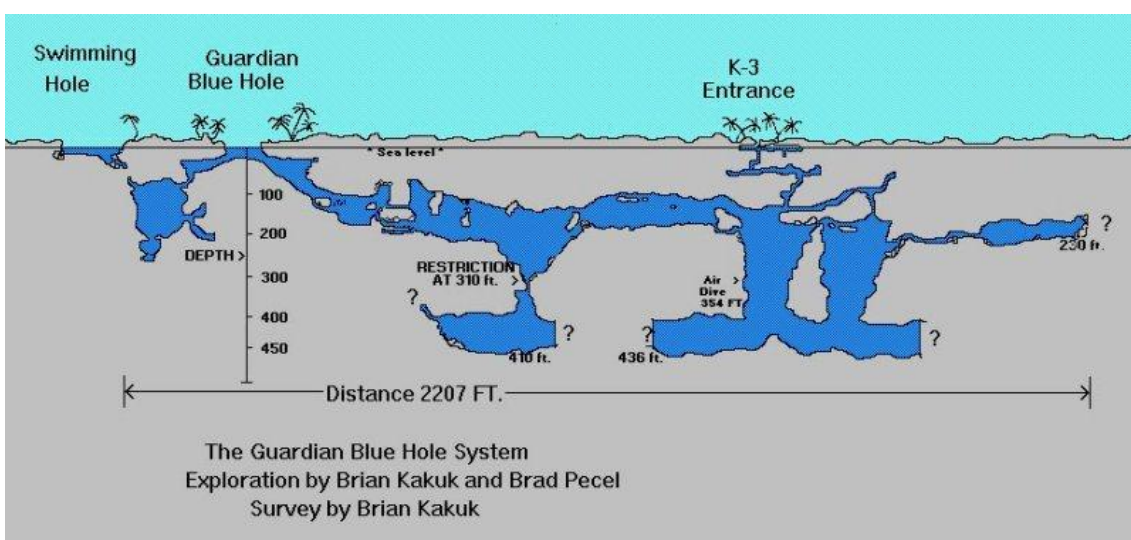 Swimming
Hole
Guardian
Blue Hole
K-3
Entrance
* Sea level *
100
200
DEPTH >
300
400
450
RESTRICTION
AT 310 ft. >
?
?
410 ft.
Air >
Dive
354 FT
?
436 ft.
?
?
230 ft.
Distance 2207 FT.
The Guardian Blue Hole System
Exploration by Brian Kakuk and Brad Pecel
Survey by Brian Kakuk